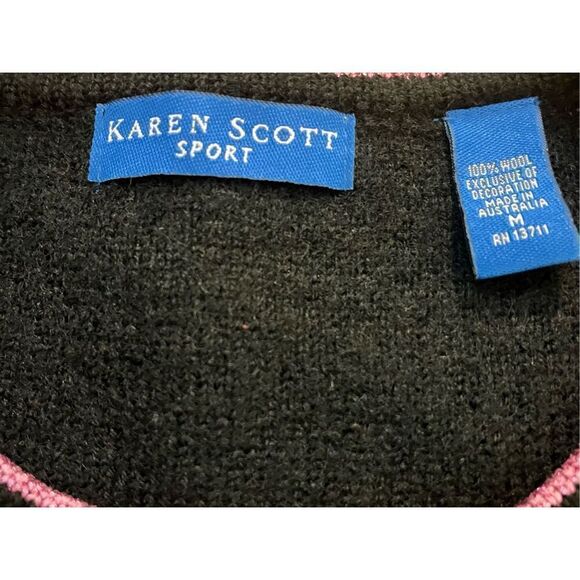 KAREN SCOTT
SPORT
100% WOOL
EXCLUSIVE OF
DECORATION
MADE IN
AUSTRALIA
M
RN 13711